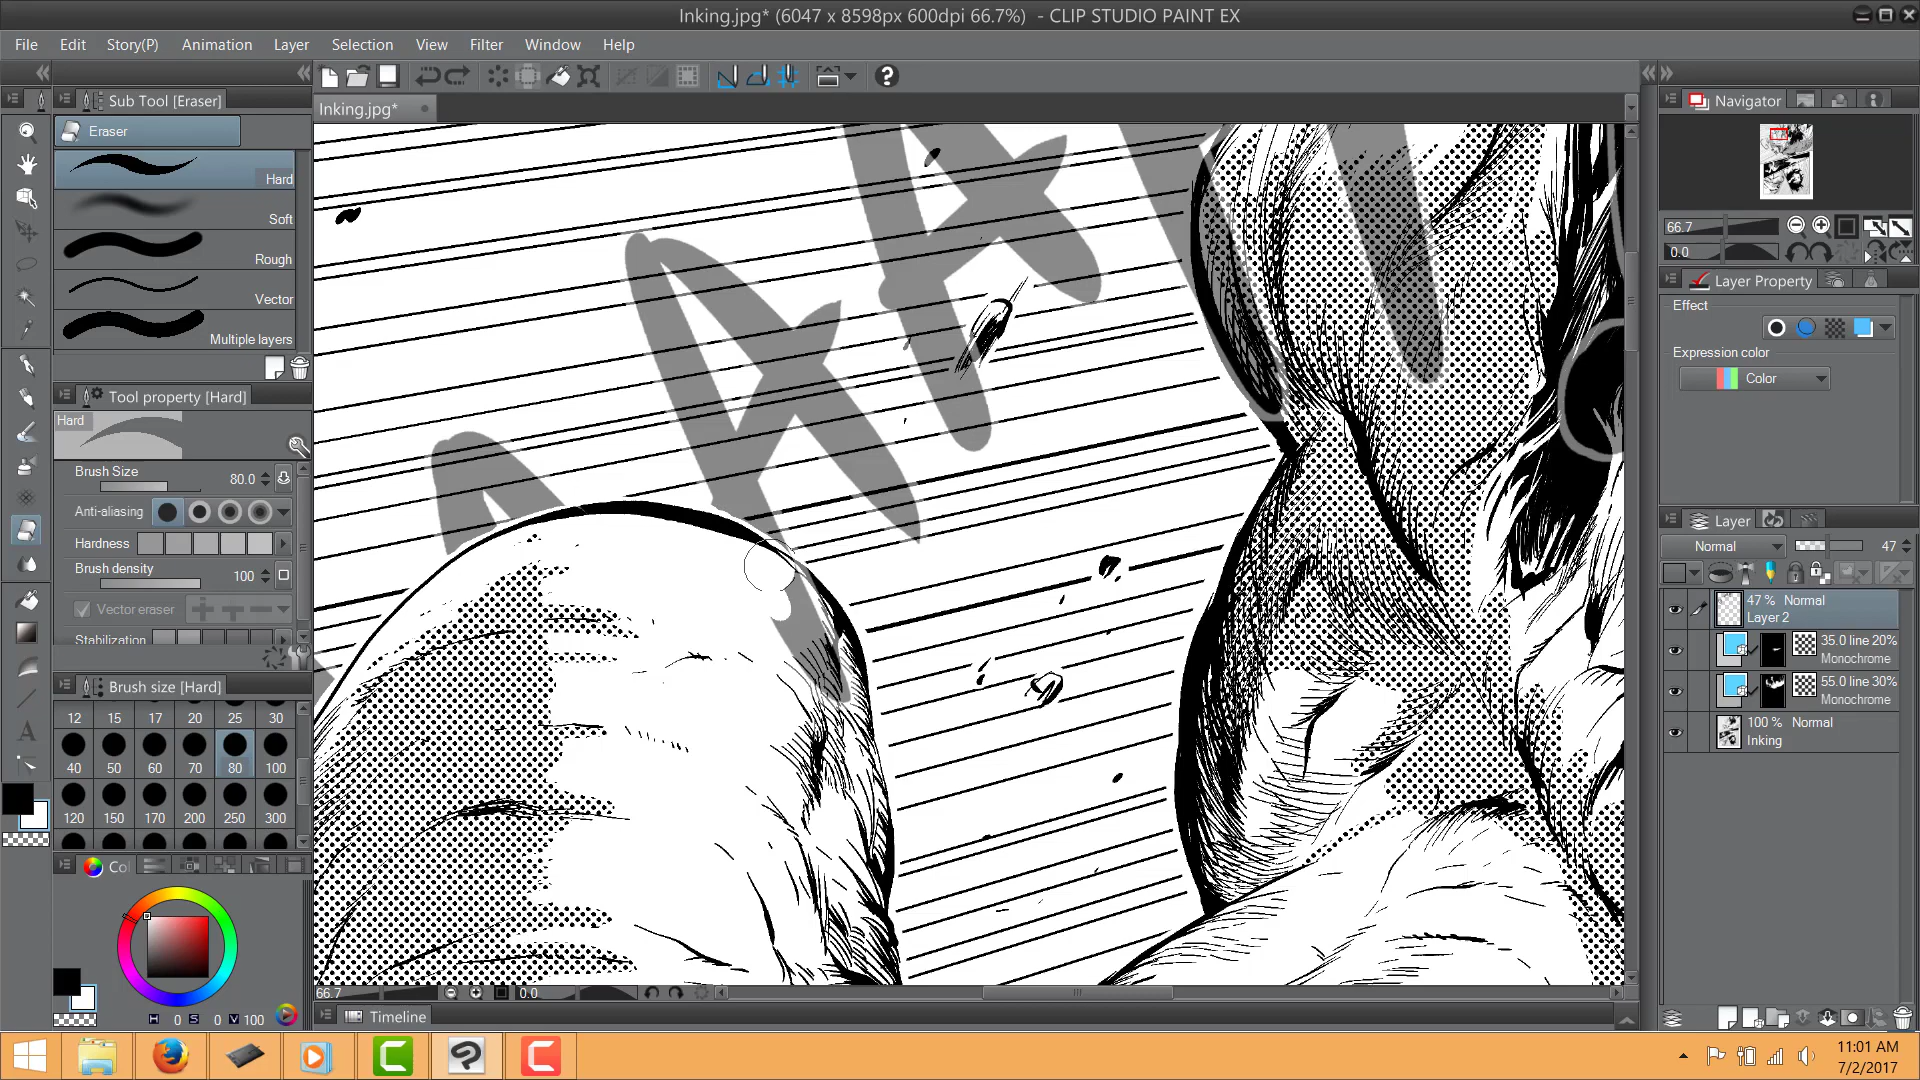 Inking.jpg* (6047 x 8598px 600dpi 66.7%) - CLIP STUDIO PAINT EX
File Edit Story(P) Animation Layer Selection View Filter Window Help
Sub Tool [Eraser]
Inking.jpg*
Navigator
Eraser
Hard
Soft
Rough
Vector
Multiple layers
66.7
0.0
Layer Property
Effect
Expression color
Color
Tool property [Hard]
Hard
Brush Size 80.0
Anti-aliasing
Hardness
Brush density 100
Vector eraser
Stabilization
Layer
Normal 47
47 % Normal
Layer 2
35.0 line 20%
Monochrome
55.0 line 30%
Monochrome
100 % Normal
Inking
Brush size [Hard]
12 15 17 20 25 30
40 50 60 70 80 100
120 150 170 200 250 300
Col
H 0 S 0 V 100
66.7 0.0
Timeline
11:01 AM
7/2/2017